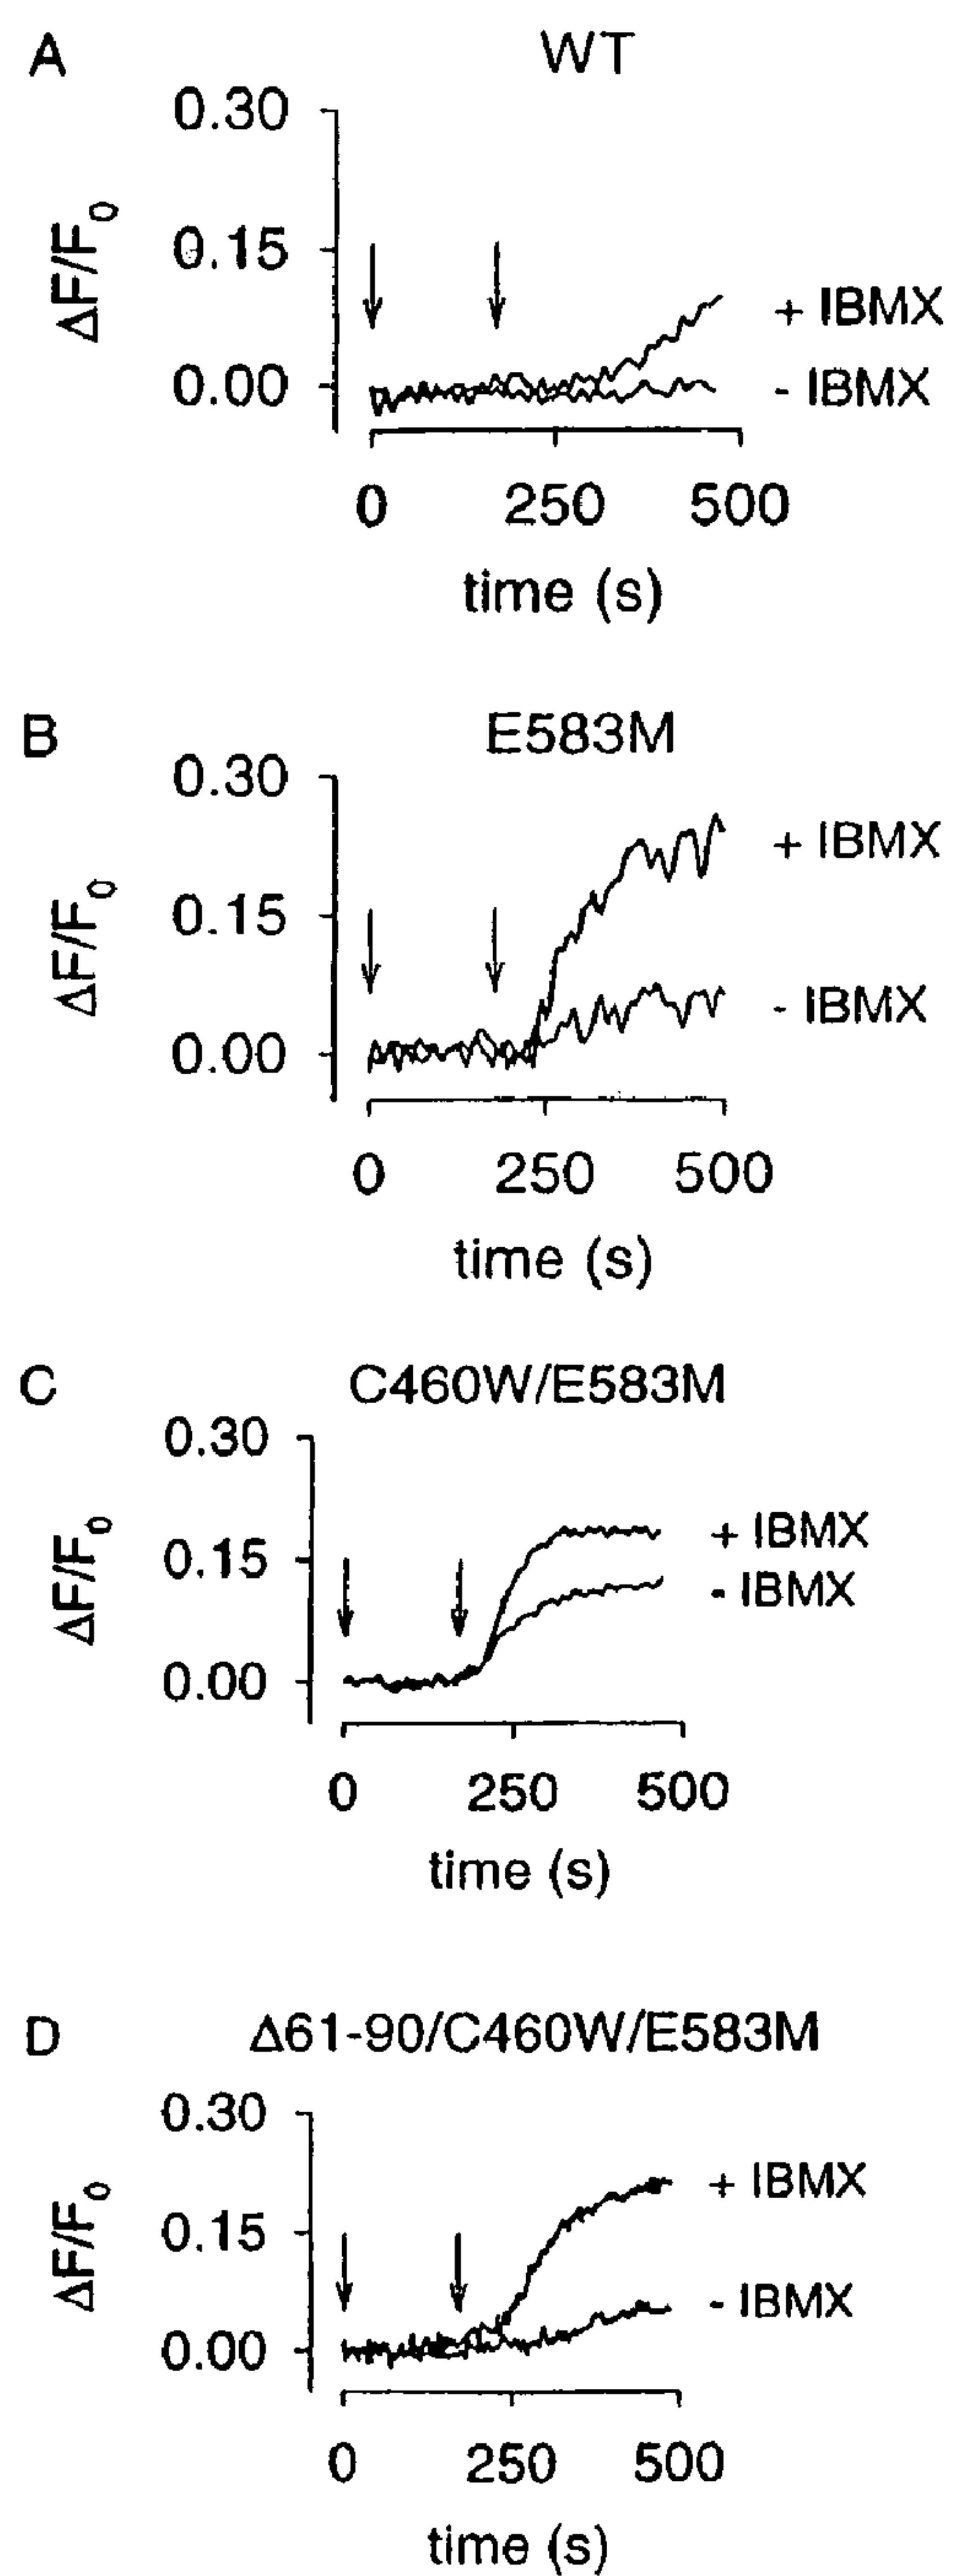 A WT
0.30
0.15
0.00
ΔF/F0
+ IBMX
- IBMX
0 250 500
time (s)
B E583M
0.30
0.15
0.00
ΔF/F0
+ IBMX
- IBMX
0 250 500
time (s)
C C460W/E583M
0.30
0.15
0.00
ΔF/F0
+ IBMX
- IBMX
0 250 500
time (s)
D Δ61-90/C460W/E583M
0.30
0.15
0.00
ΔF/F0
+ IBMX
- IBMX
0 250 500
time (s)